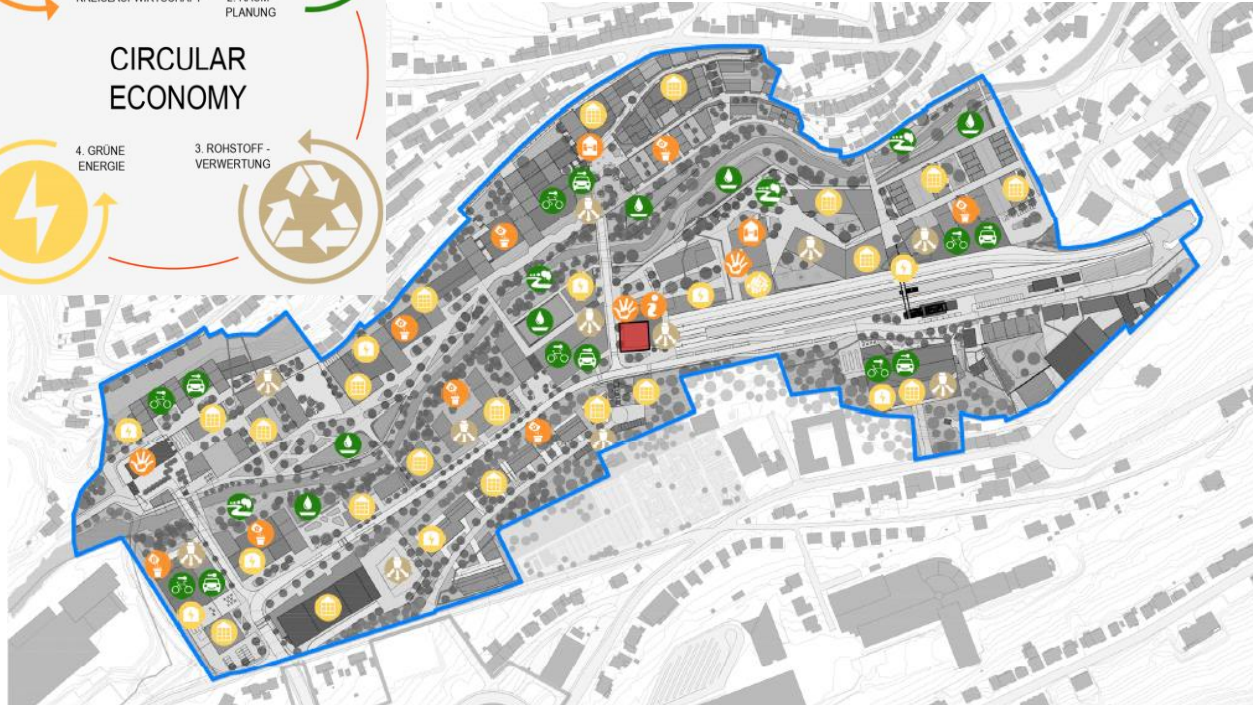 PLANUNG
CIRCULAR
ECONOMY
4. GRÜNE
ENERGIE
3. ROHSTOFF -
VERWERTUNG